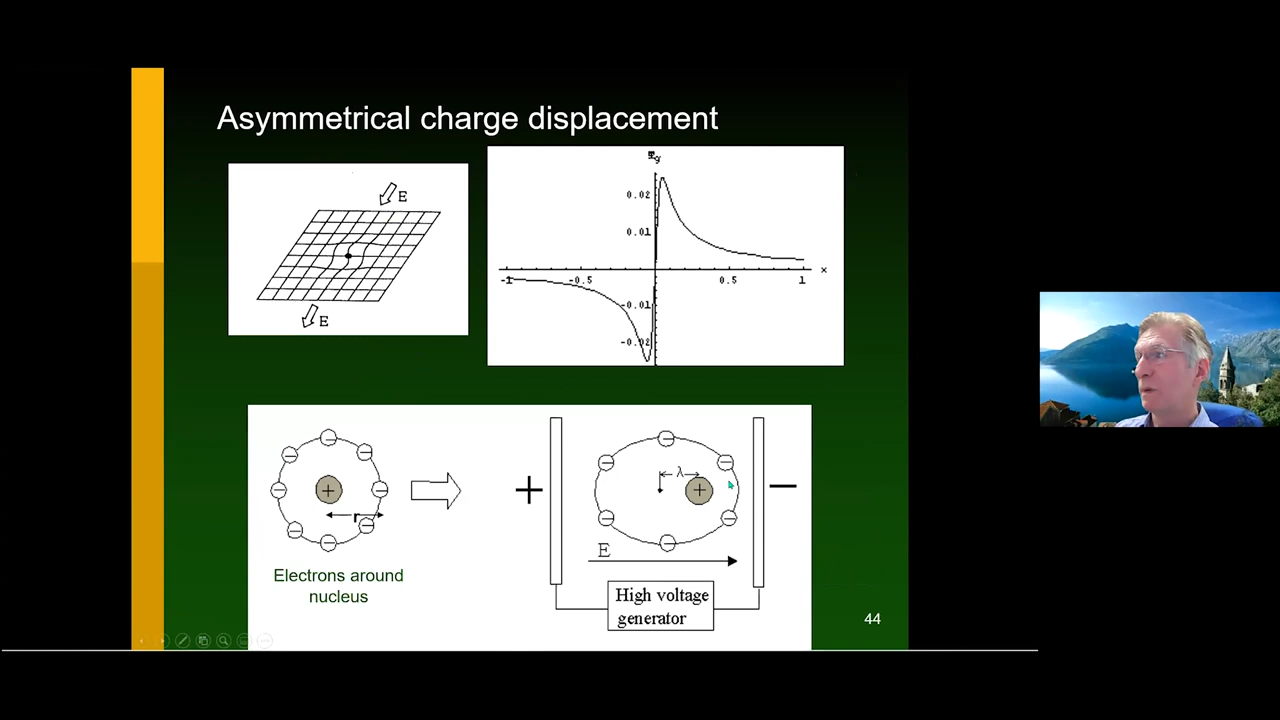 Asymmetrical charge displacement
E
E
0.02
0.01
-1
-0.5
0.5
1
x
-0.01
-0.02
+
r
Electrons around
nucleus
+
λ
+
−
E
High voltage
generator
44